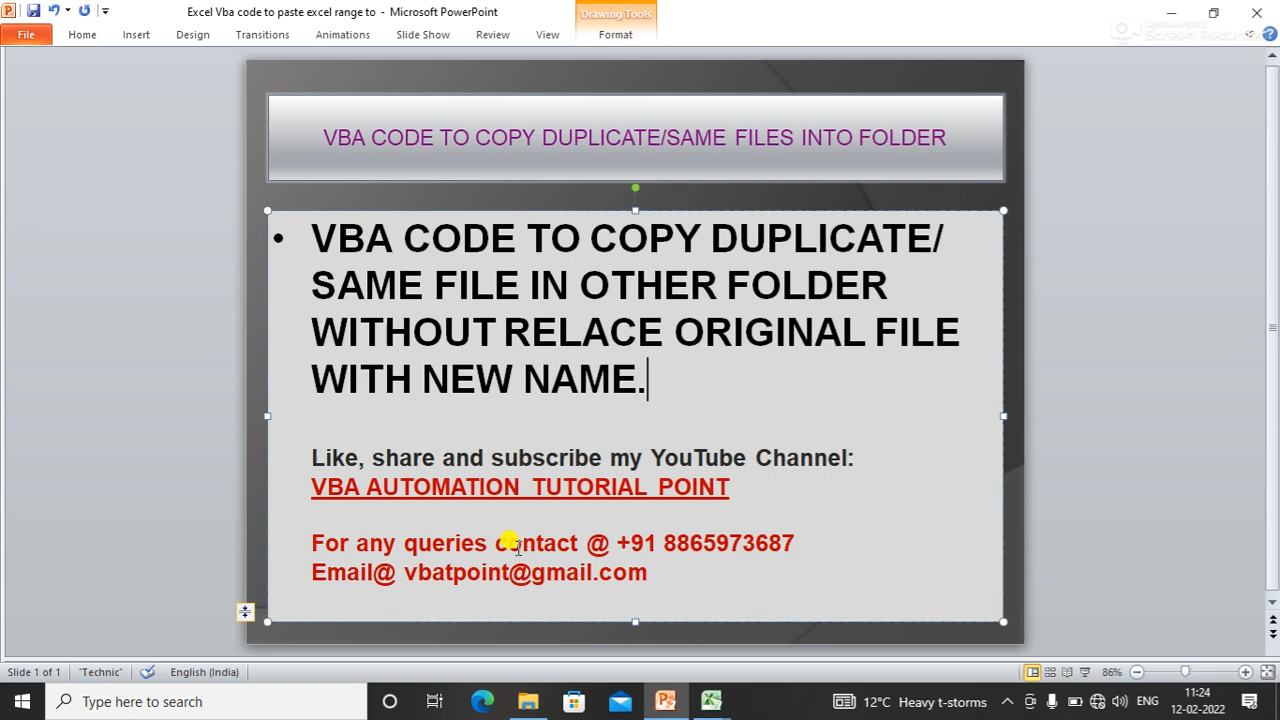 Excel Vba code to paste excel range to - Microsoft PowerPoint
Drawing Tools
File Home Insert Design Transitions Animations Slide Show Review View Format
VBA CODE TO COPY DUPLICATE/SAME FILES INTO FOLDER
• VBA CODE TO COPY DUPLICATE/
SAME FILE IN OTHER FOLDER
WITHOUT RELACE ORIGINAL FILE
WITH NEW NAME.
Like, share and subscribe my YouTube Channel:
VBA AUTOMATION TUTORIAL POINT
For any queries contact @ +91 8865973687
Email@ vbatpoint@gmail.com
Slide 1 of 1 "Technic" English (India) 86%
Type here to search
12°C Heavy t-storms ENG
11:24
12-02-2022